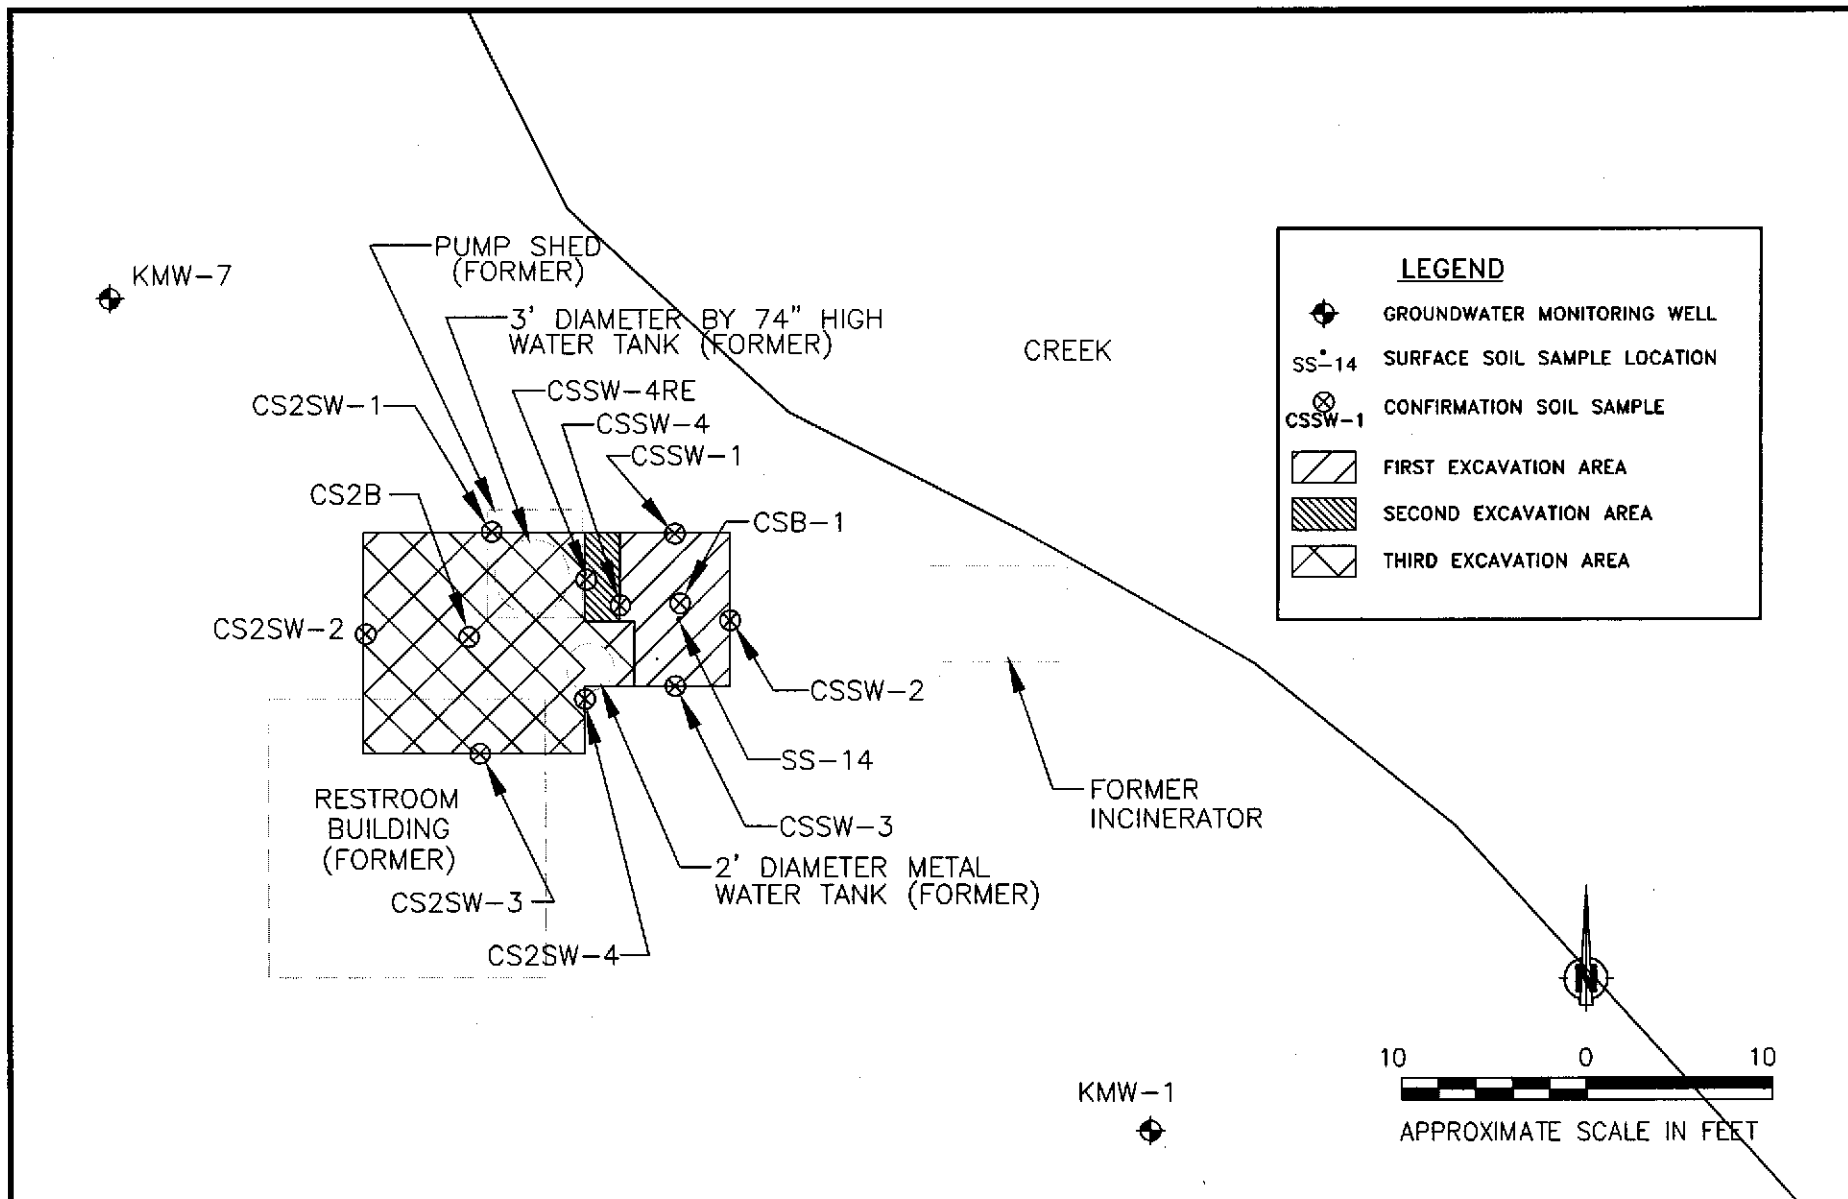 PUMP SHED
(FORMER)
KMW-7
3' DIAMETER BY 74" HIGH
WATER TANK (FORMER)
CREEK
CSSW-4RE
CS2SW-1
CSSW-4
CSSW-1
CS2B
CSB-1
CS2SW-2
CSSW-2
SS-14
RESTROOM
BUILDING
(FORMER)
FORMER
INCINERATOR
CSSW-3
2' DIAMETER METAL
WATER TANK (FORMER)
CS2SW-3
CS2SW-4
KMW-1
LEGEND
GROUNDWATER MONITORING WELL
SS-14 SURFACE SOIL SAMPLE LOCATION
CSSW-1 CONFIRMATION SOIL SAMPLE
FIRST EXCAVATION AREA
SECOND EXCAVATION AREA
THIRD EXCAVATION AREA
N
10 0 10
APPROXIMATE SCALE IN FEET